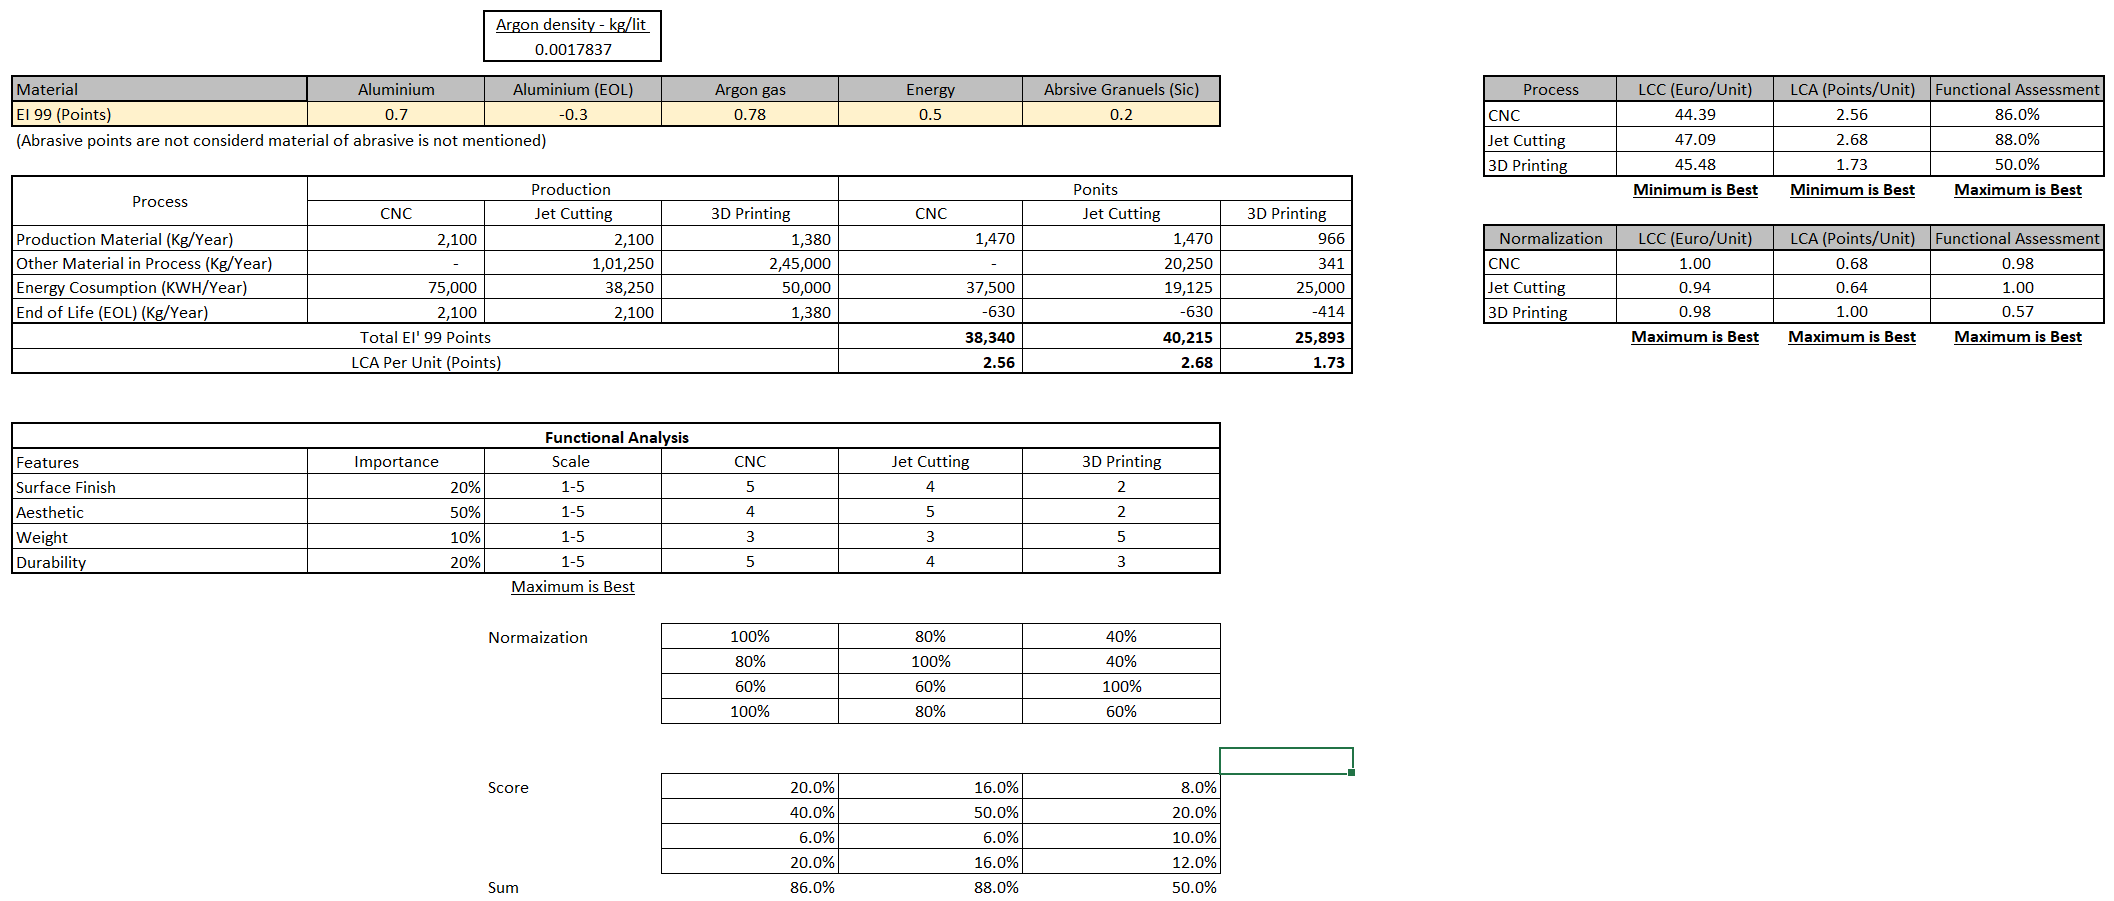 Argon density - kg/lit
0.0017837
Material Aluminium Aluminium (EOL) Argon gas Energy Abrsive Granuels (Sic)
EI 99 (Points) 0.7 -0.3 0.78 0.5 0.2
(Abrasive points are not considerd material of abrasive is not mentioned)
Process Production Ponits
CNC Jet Cutting 3D Printing CNC Jet Cutting 3D Printing
Production Material (Kg/Year) 2,100 2,100 1,380 1,470 1,470 966
Other Material in Process (Kg/Year) - 1,01,250 2,45,000 - 20,250 341
Energy Cosumption (KWH/Year) 75,000 38,250 50,000 37,500 19,125 25,000
End of Life (EOL) (Kg/Year) 2,100 2,100 1,380 -630 -630 -414
Total EI' 99 Points 38,340 40,215 25,893
LCA Per Unit (Points) 2.56 2.68 1.73
Functional Analysis
Features Importance Scale CNC Jet Cutting 3D Printing
Surface Finish 20% 1-5 5 4 2
Aesthetic 50% 1-5 4 5 2
Weight 10% 1-5 3 3 5
Durability 20% 1-5 5 4 3
Maximum is Best
Normaization 100% 80% 40%
80% 100% 40%
60% 60% 100%
100% 80% 60%
Score 20.0% 16.0% 8.0%
40.0% 50.0% 20.0%
6.0% 6.0% 10.0%
20.0% 16.0% 12.0%
Sum 86.0% 88.0% 50.0%
Process LCC (Euro/Unit) LCA (Points/Unit) Functional Assessment
CNC 44.39 2.56 86.0%
Jet Cutting 47.09 2.68 88.0%
3D Printing 45.48 1.73 50.0%
Minimum is Best Minimum is Best Maximum is Best
Normalization LCC (Euro/Unit) LCA (Points/Unit) Functional Assessment
CNC 1.00 0.68 0.98
Jet Cutting 0.94 0.64 1.00
3D Printing 0.98 1.00 0.57
Maximum is Best Maximum is Best Maximum is Best